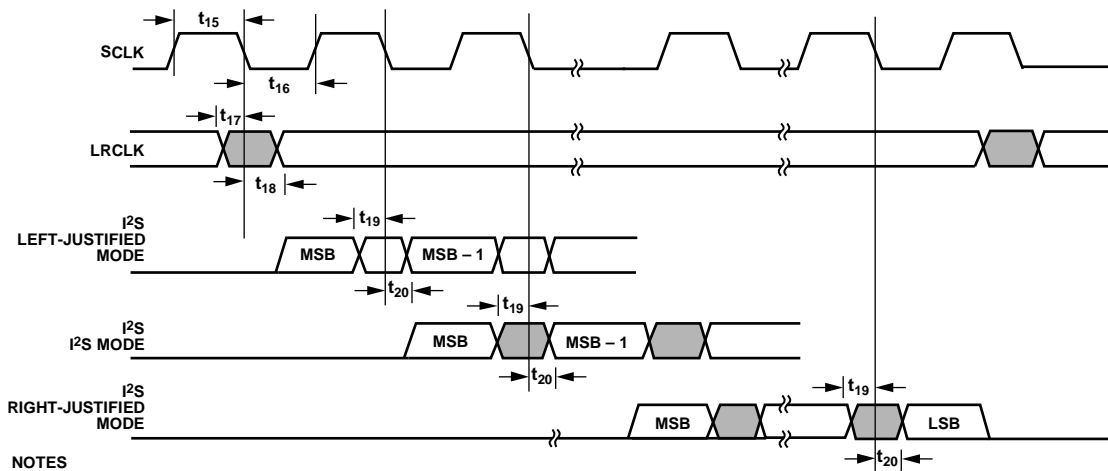 t15
SCLK
t16
t17
LRCLK
t18
I2S
LEFT-JUSTIFIED
MODE
t19
MSB
MSB – 1
t20
I2S
I2S MODE
t19
MSB
MSB–1
t20
I2S
RIGHT-JUSTIFIED
MODE
t19
MSB
LSB
t20
NOTES